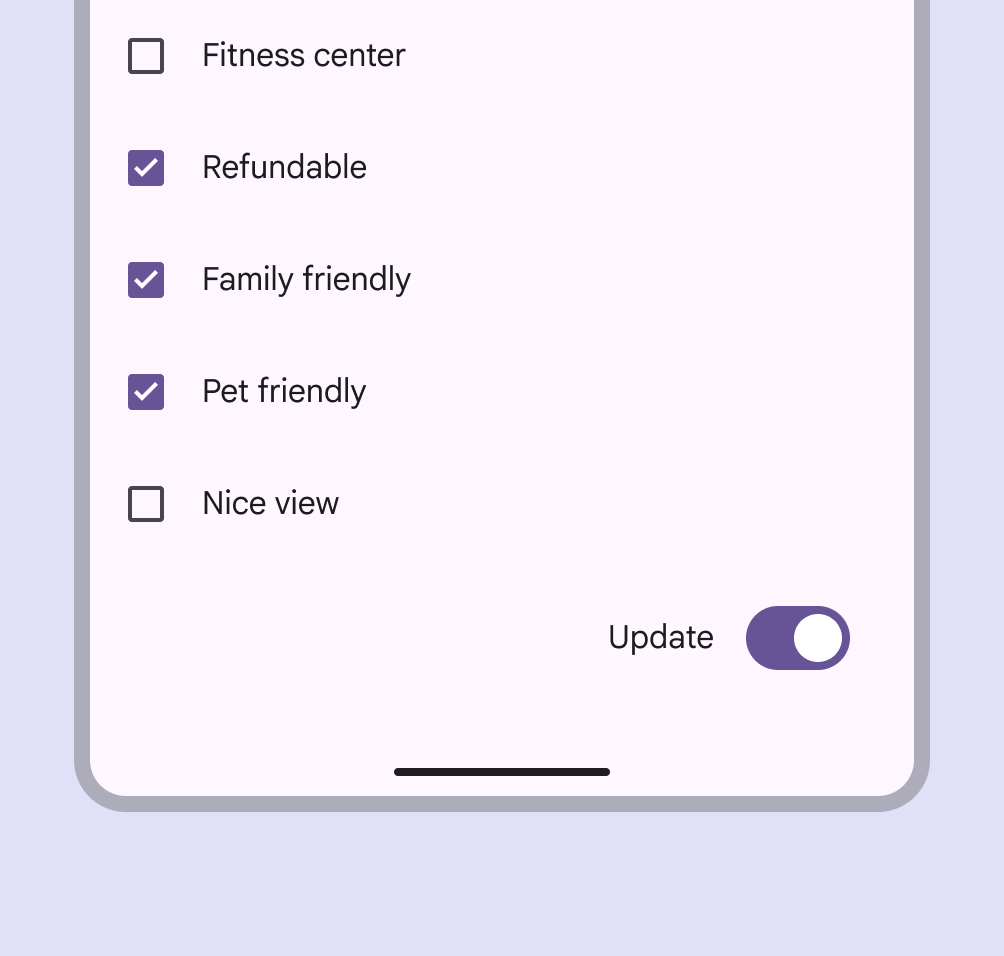 Fitness center
Refundable
Family friendly
Pet friendly
Nice view
Update